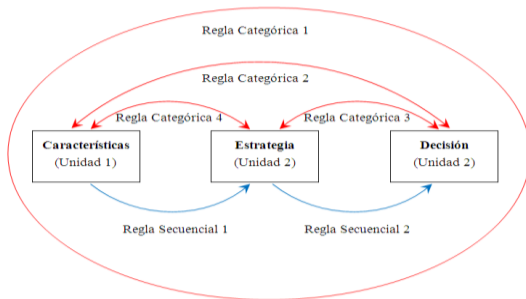 Regla Categórica 1
Regla Categórica 2
Regla Categórica 4
Regla Categórica 3
Características
(Unidad 1)
Estrategia
(Unidad 2)
Decisión
(Unidad 2)
Regla Secuencial 1
Regla Secuencial 2